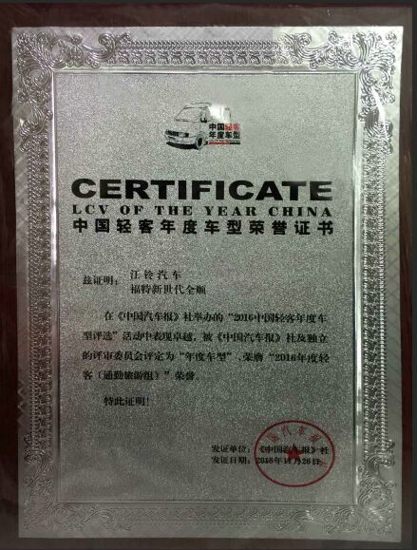 中国轻客
年度车型
CERTIFICATE
LCV OF THE YEAR CHINA
中国轻客年度车型荣誉证书
兹证明： 江铃汽车
福特新世代全顺
在《中国汽车报》社举办的“2016中国轻客年度车
型评选”活动中表现卓越，被《中国汽车报》社及独立
的评审委员会评定为“年度车型”，荣膺“2016年度轻
客（通勤旅游组）”荣誉。
特此证明！
发证单位：《中国汽车报》社
发证日期：2016年11月26日